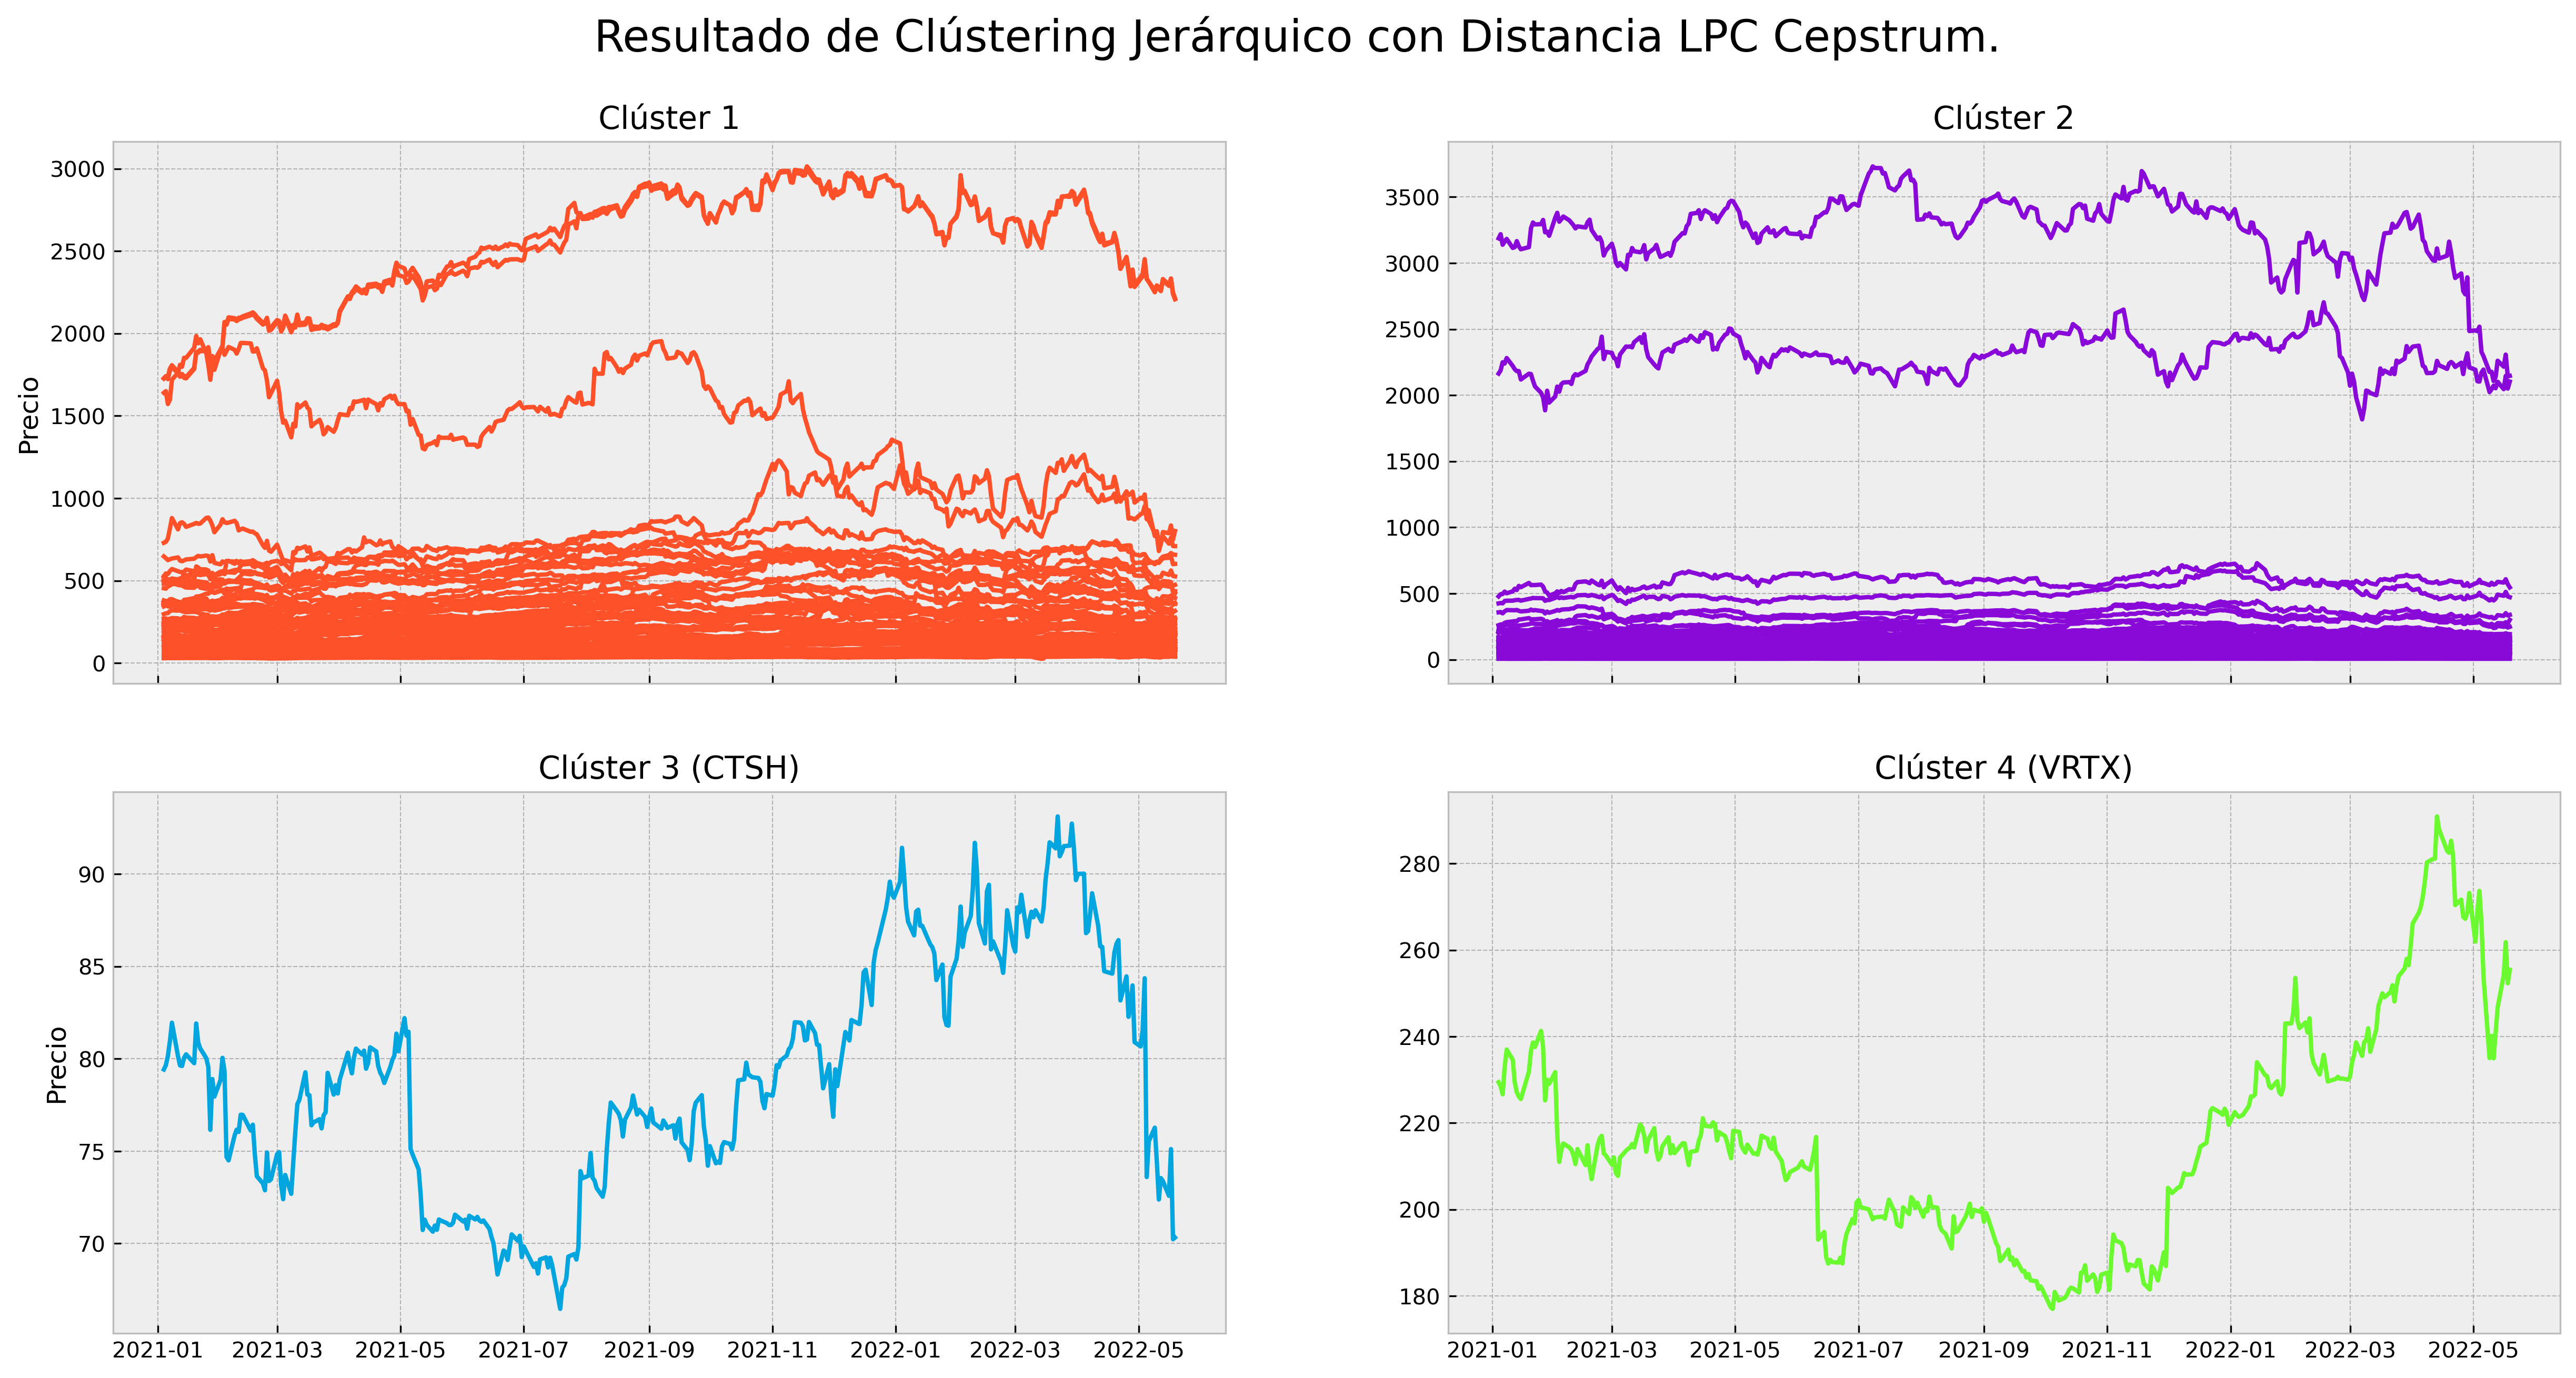 Resultado de Clústering Jerárquico con Distancia LPC Cepstrum.
Clúster 1
Precio
3000
2500
2000
1500
1000
500
0
Clúster 2
3500
3000
2500
2000
1500
1000
500
0
Clúster 3 (CTSH)
Precio
90
85
80
75
70
2021-01 2021-03 2021-05 2021-07 2021-09 2021-11 2022-01 2022-03 2022-05
Clúster 4 (VRTX)
280
260
240
220
200
180
2021-01 2021-03 2021-05 2021-07 2021-09 2021-11 2022-01 2022-03 2022-05